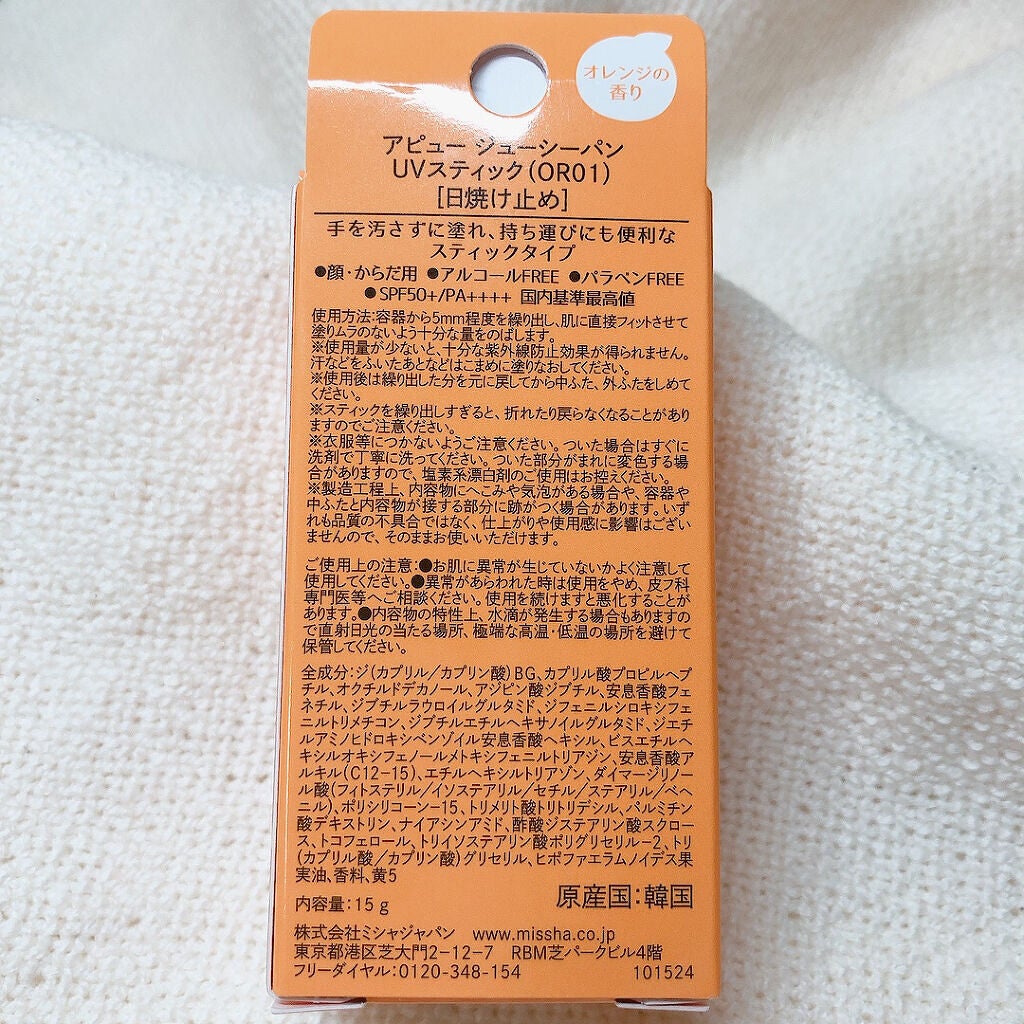 オレンジの
香り
アピュー ジューシーパン
UVスティック(OR01)
[日焼け止め]
手を汚さずに塗れ、持ち運びにも便利な
スティックタイプ
●顔・からだ用 ●アルコールFREE ●パラベンFREE
●SPF50+/PA++++ 国内基準最高値
使用方法:容器から5mm程度を繰り出し、肌に直接フィットさせて
塗りムラのないよう十分な量をのばします。
※使用量が少ないと、十分な紫外線防止効果が得られません。
汗などをふいたあとなどはこまめに塗りなおしてください。
※使用後は繰り出した分を元に戻してから中ふた、外ふたをしめて
ください。
※スティックを繰り出しすぎると、折れたり戻らなくなることがあり
ますのでご注意ください。
※衣服等につかないようご注意ください。ついた場合はすぐに
洗剤で丁寧に洗ってください。ついた部分がまれに変色する場
合がありますので、塩素系漂白剤のご使用はお控えください。
※製造工程上、内容物にへこみや気泡がある場合や、容器や
中ふたと内容物が接する部分に跡がつく場合があります。いず
れも品質の不具合ではなく、仕上がりや使用感に影響はござい
ませんので、そのままお使いいただけます。
ご使用上の注意:●お肌に異常が生じていないかよく注意して
使用してください。●異常があらわれた時は使用をやめ、皮フ科
専門医等へご相談ください。使用を続けますと悪化することが
あります。●内容物の特性上、水滴が発生する場合もありますの
で直射日光の当たる場所、極端な高温・低温の場所を避けて
保管してください。
全成分:ジ(カプリル/カプリン酸)BG、カプリル酸プロピルヘプ
チル、オクチルドデカノール、アジピン酸ジブチル、安息香酸フェ
ネチル、ジブチルラウロイルグルタミド、ジフェニルシロキシフェ
ニルトリメチコン、ジブチルエチルヘキサノイルグルタミド、ジエチ
ルアミノヒドロキシベンゾイル安息香酸ヘキシル、ビスエチルヘ
キシルオキシフェノールメトキシフェニルトリアジン、安息香酸ア
ルキル(C12-15)、エチルヘキシルトリアゾン、ダイマージリノー
ル酸(フィトステリル/イソステアリル/セチル/ステアリル/ベヘ
ニル)、ポリシリコーン-15、トリメリト酸トリトリデシル、パルミチン
酸デキストリン、ナイアシンアミド、酢酸ジステアリン酸スクロー
ス、トコフェロール、トリイソステアリン酸ポリグリセリル-2、トリ
(カプリル酸/カプリン酸)グリセリル、ヒポファエラムノイデス果
実油、香料、黄5
内容量:15g
原産国:韓国
株式会社ミシャジャパン www.missha.co.jp
東京都港区芝大門2-12-7 RBM芝パークビル4階
フリーダイヤル:0120-348-154 101524